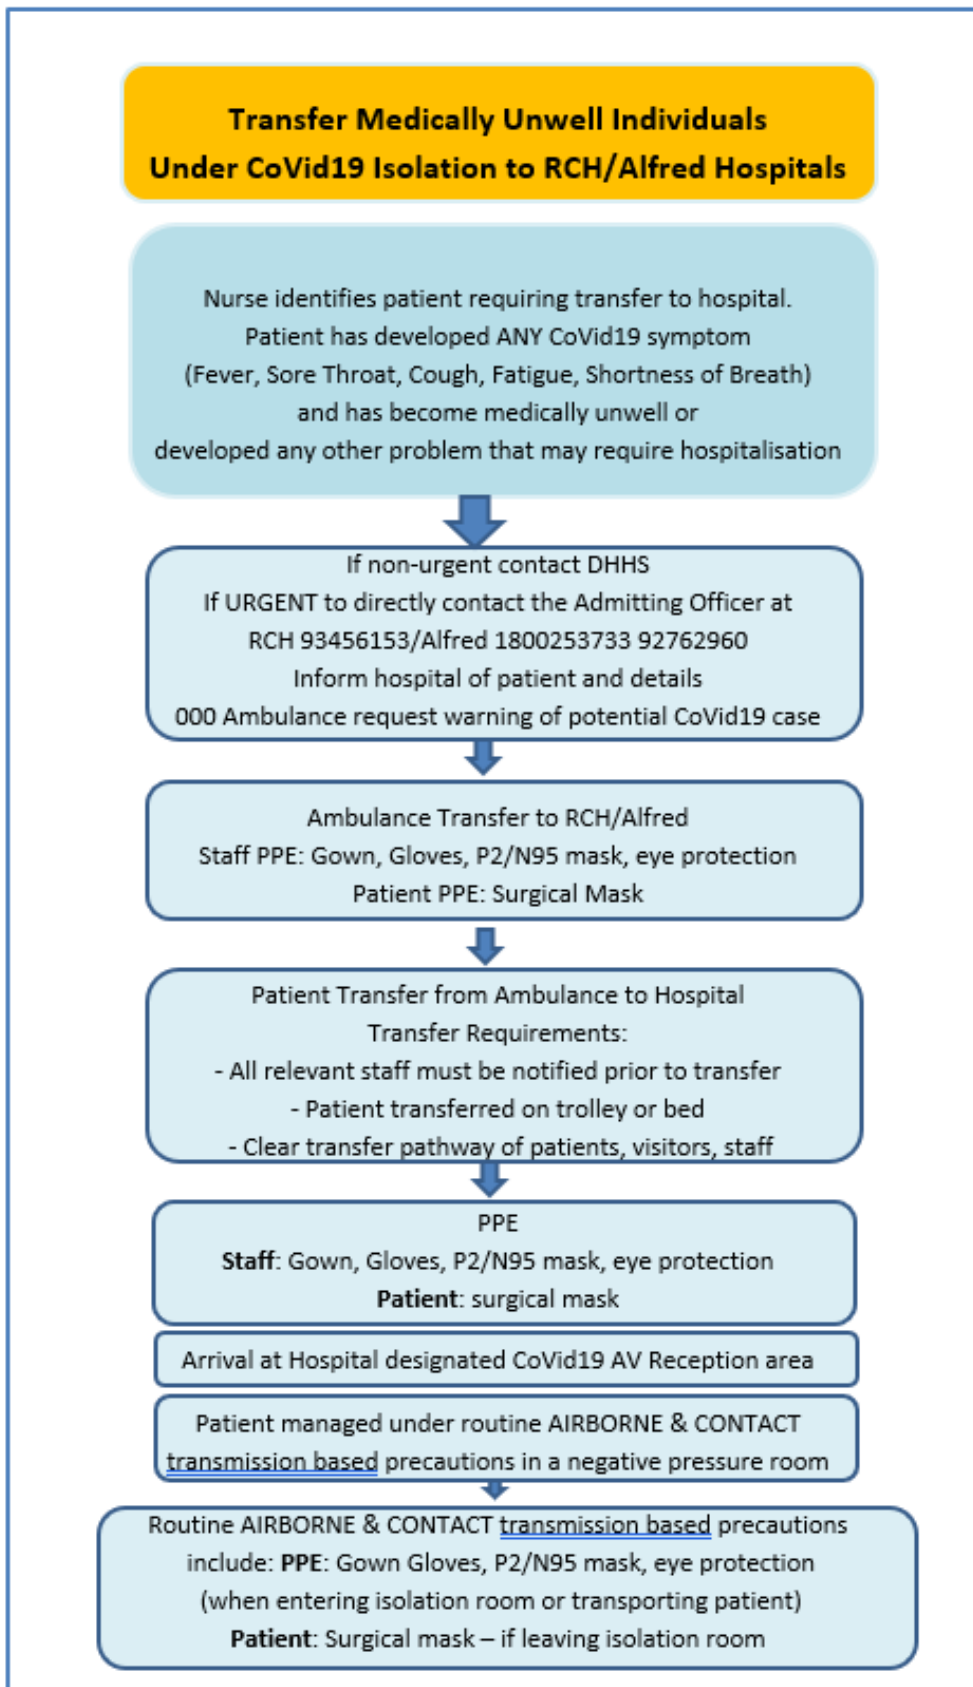 Transfer Medically Unwell Individuals
Under CoVid19 Isolation to RCH/Alfred Hospitals
Nurse identifies patient requiring transfer to hospital.
Patient has developed ANY CoVid19 symptom
(Fever, Sore Throat, Cough, Fatigue, Shortness of Breath)
and has become medically unwell or
developed any other problem that may require hospitalisation
If non-urgent contact DHHS
If URGENT to directly contact the Admitting Officer at
RCH 93456153/Alfred 1800253733 92762960
Inform hospital of patient and details
000 Ambulance request warning of potential CoVid19 case
Ambulance Transfer to RCH/Alfred
Staff PPE: Gown, Gloves, P2/N95 mask, eye protection
Patient PPE: Surgical Mask
Patient Transfer from Ambulance to Hospital
Transfer Requirements:
- All relevant staff must be notified prior to transfer
- Patient transferred on trolley or bed
- Clear transfer pathway of patients, visitors, staff
PPE
Staff: Gown, Gloves, P2/N95 mask, eye protection
Patient: surgical mask
Arrival at Hospital designated CoVid19 AV Reception area
Patient managed under routine AIRBORNE & CONTACT
transmission based precautions in a negative pressure room
Routine AIRBORNE & CONTACT transmission based precautions
include: PPE: Gown Gloves, P2/N95 mask, eye protection
(when entering isolation room or transporting patient)
Patient: Surgical mask – if leaving isolation room